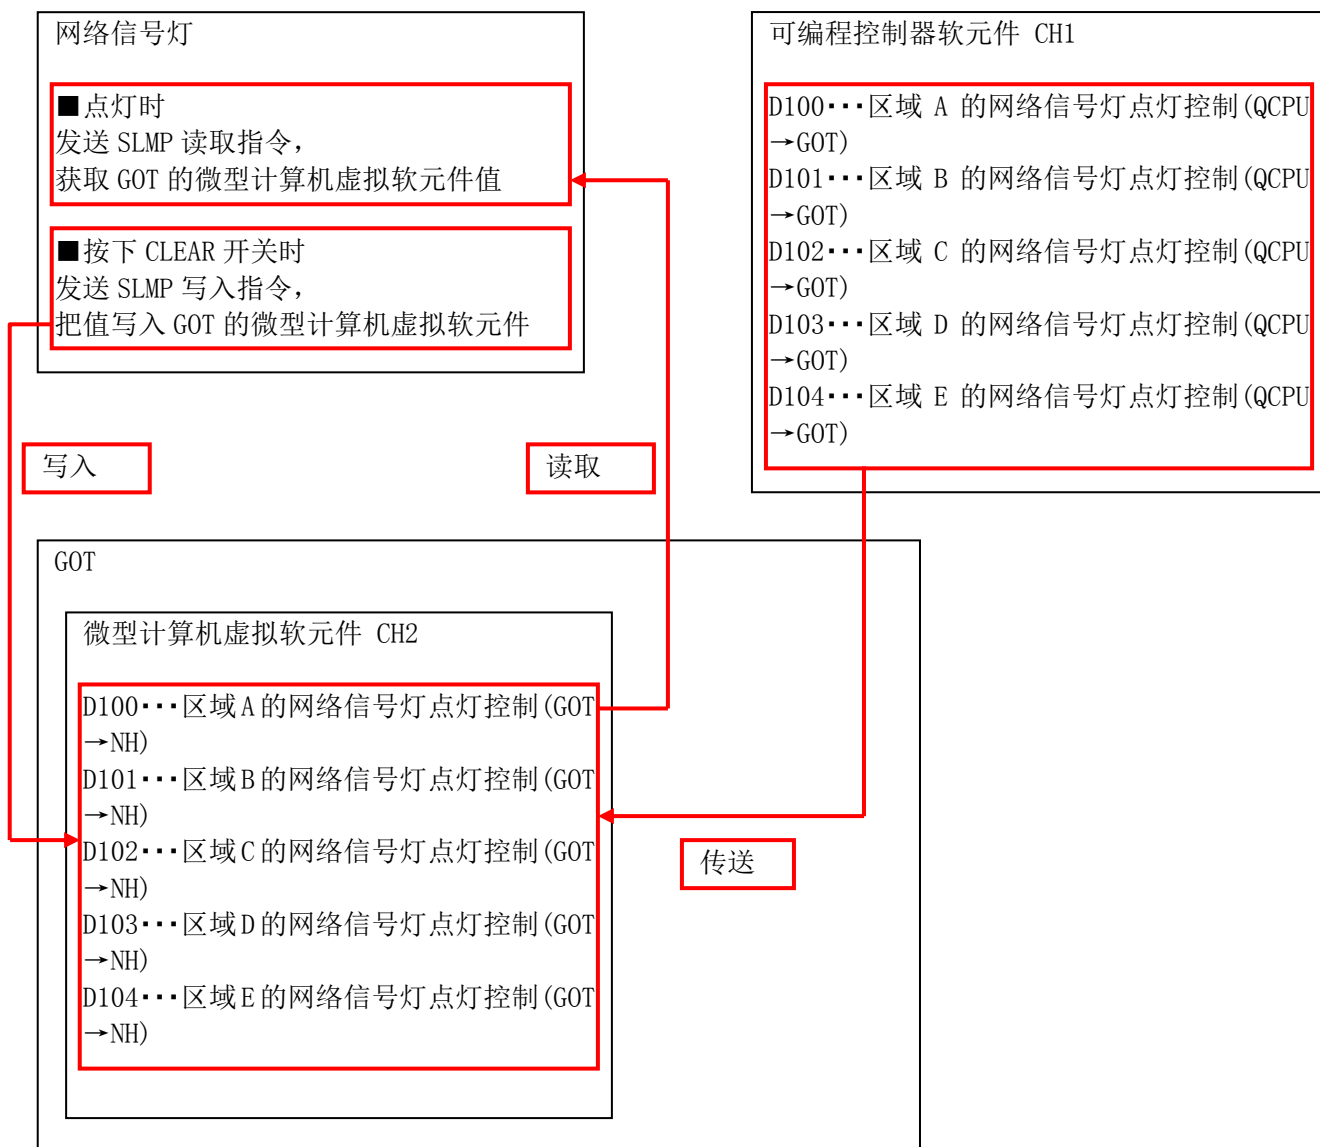 网络信号灯
■点灯时
发送 SLMP 读取指令，
获取 GOT 的微型计算机虚拟软元件值
■按下 CLEAR 开关时
发送 SLMP 写入指令，
把值写入 GOT 的微型计算机虚拟软元件
可编程控制器软元件 CH1
D100･･･区域 A 的网络信号灯点灯控制(QCPU
→GOT)
D101･･･区域 B 的网络信号灯点灯控制(QCPU
→GOT)
D102･･･区域 C 的网络信号灯点灯控制(QCPU
→GOT)
D103･･･区域 D 的网络信号灯点灯控制(QCPU
→GOT)
D104･･･区域 E 的网络信号灯点灯控制(QCPU
→GOT)
写入
读取
GOT
微型计算机虚拟软元件 CH2
D100･･･区域A的网络信号灯点灯控制(GOT
→NH)
D101･･･区域B的网络信号灯点灯控制(GOT
→NH)
D102･･･区域C的网络信号灯点灯控制(GOT
→NH)
D103･･･区域D的网络信号灯点灯控制(GOT
→NH)
D104･･･区域E的网络信号灯点灯控制(GOT
→NH)
传送